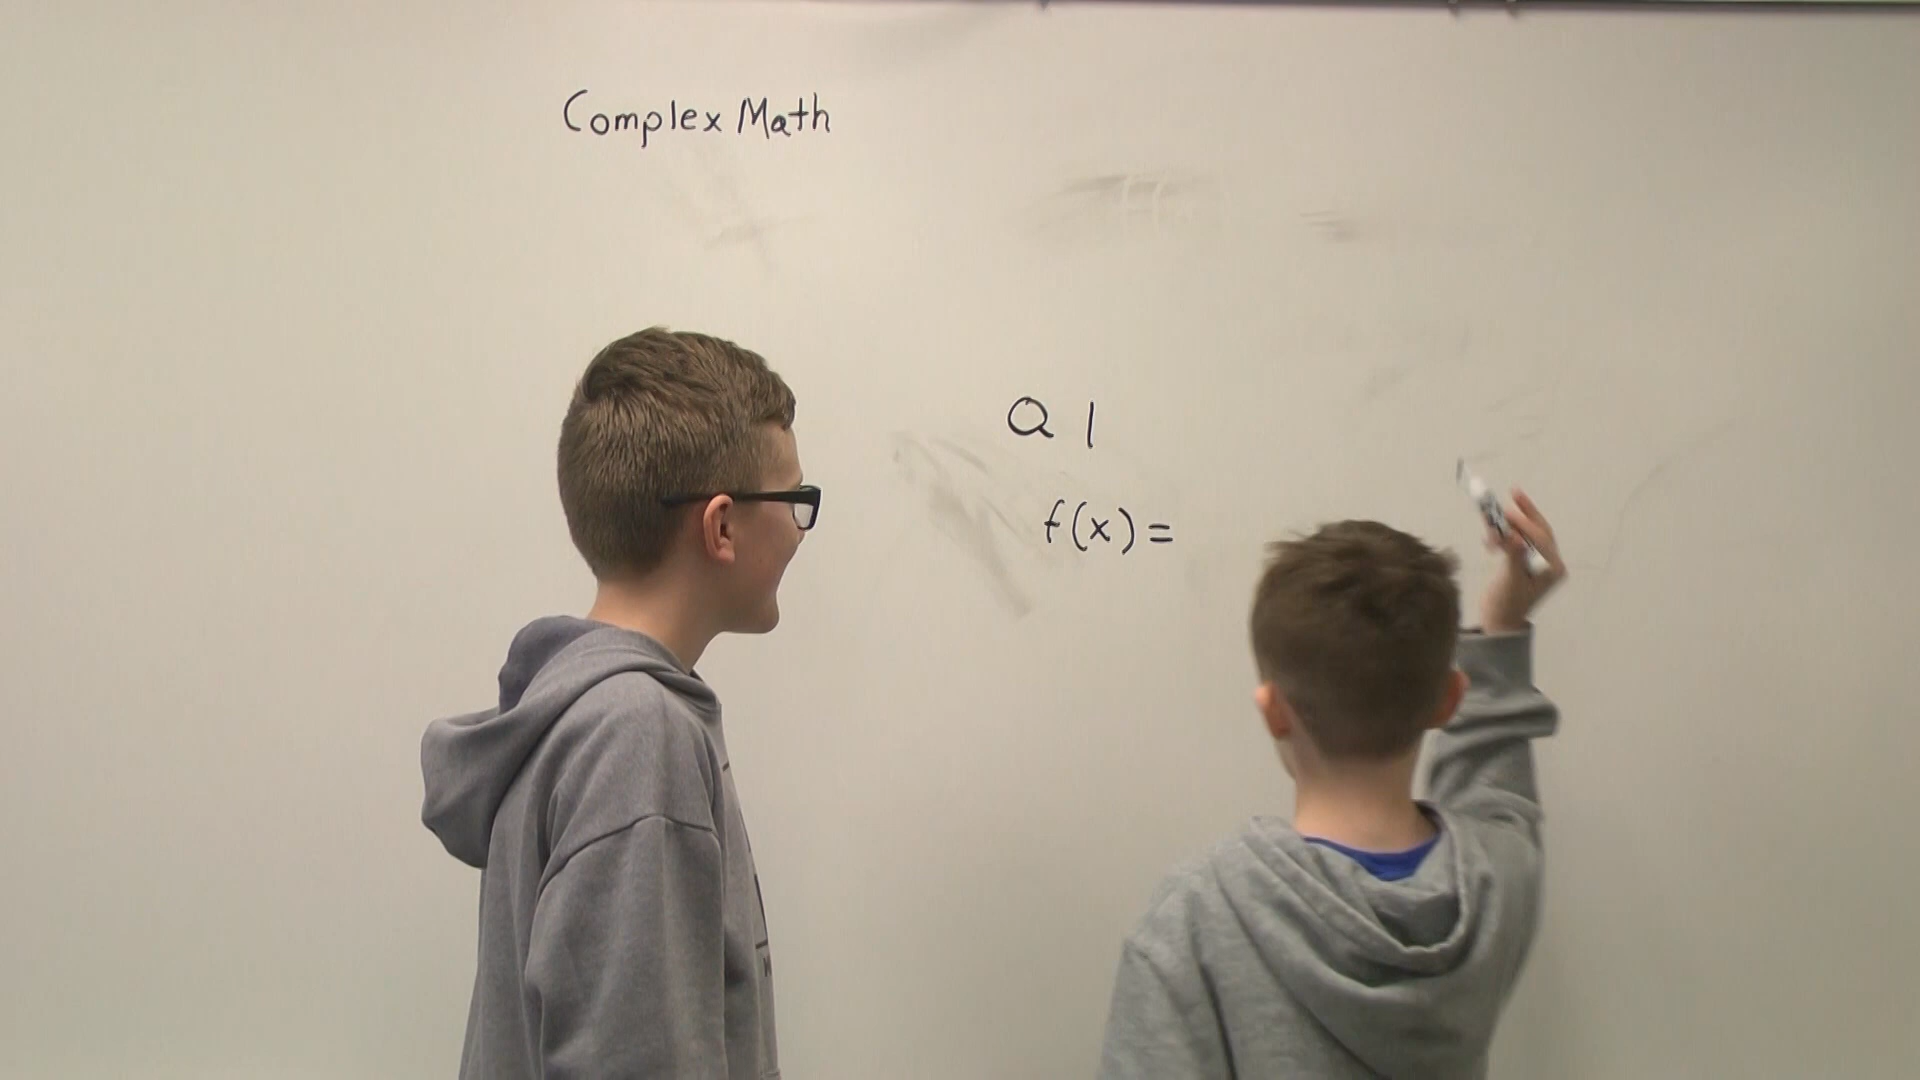 Complex Math
Q 1
f(x)=